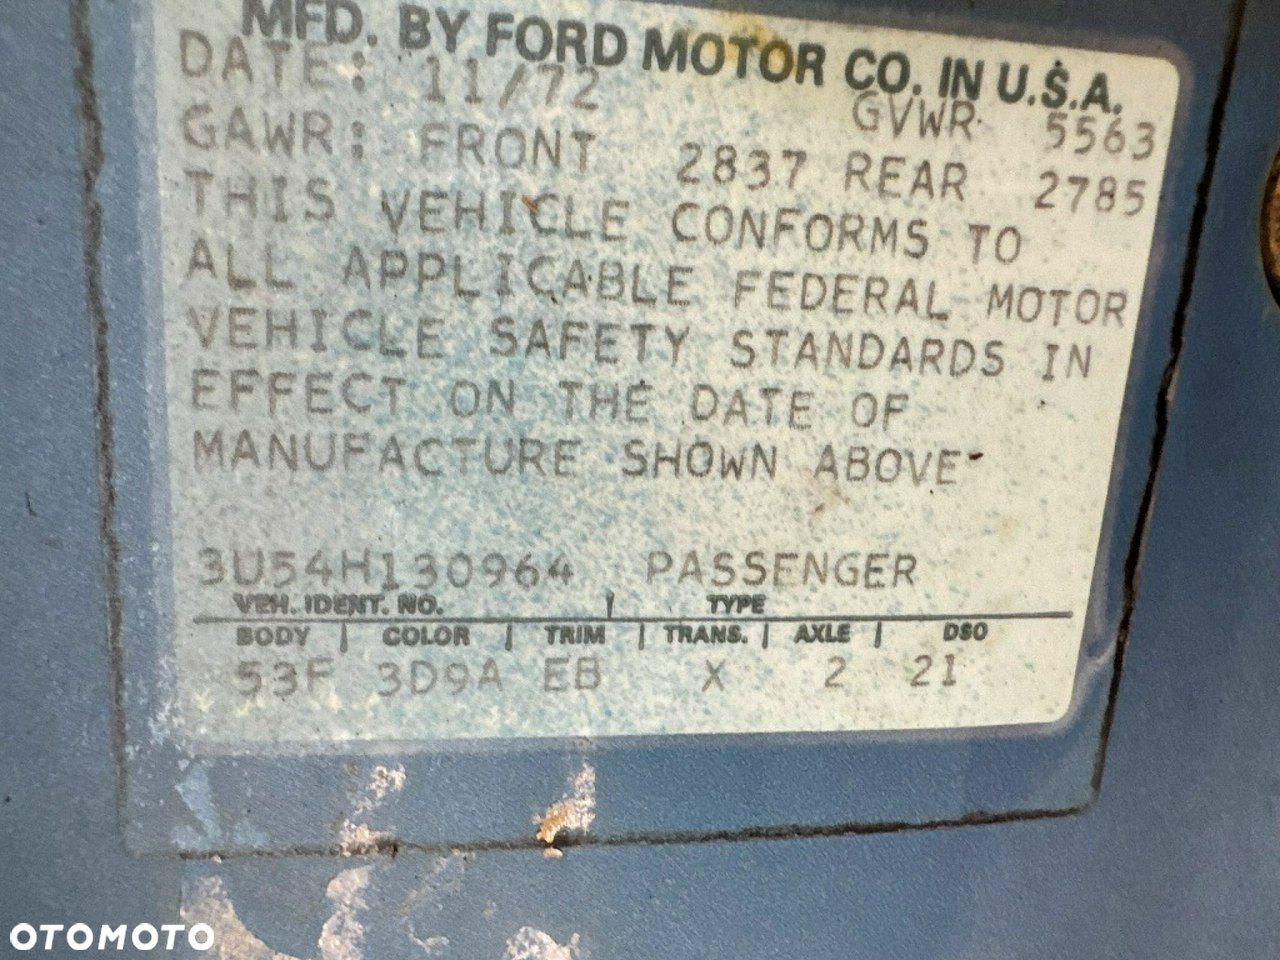 MFD. BY FORD MOTOR CO. IN U.S.A.
DATE: 11/72 GVWR 5563
GAWR: FRONT 2837 REAR 2785
THIS VEHICLE CONFORMS TO
ALL APPLICABLE FEDERAL MOTOR
VEHICLE SAFETY STANDARDS IN
EFFECT ON THE DATE OF
MANUFACTURE SHOWN ABOVE
3U54H130964 PASSENGER
VEH. IDENT. NO. | TYPE
BODY | COLOR | TRIM | TRANS. | AXLE | DSO
53F 3D9A EB X 2 21
OTOMOTO